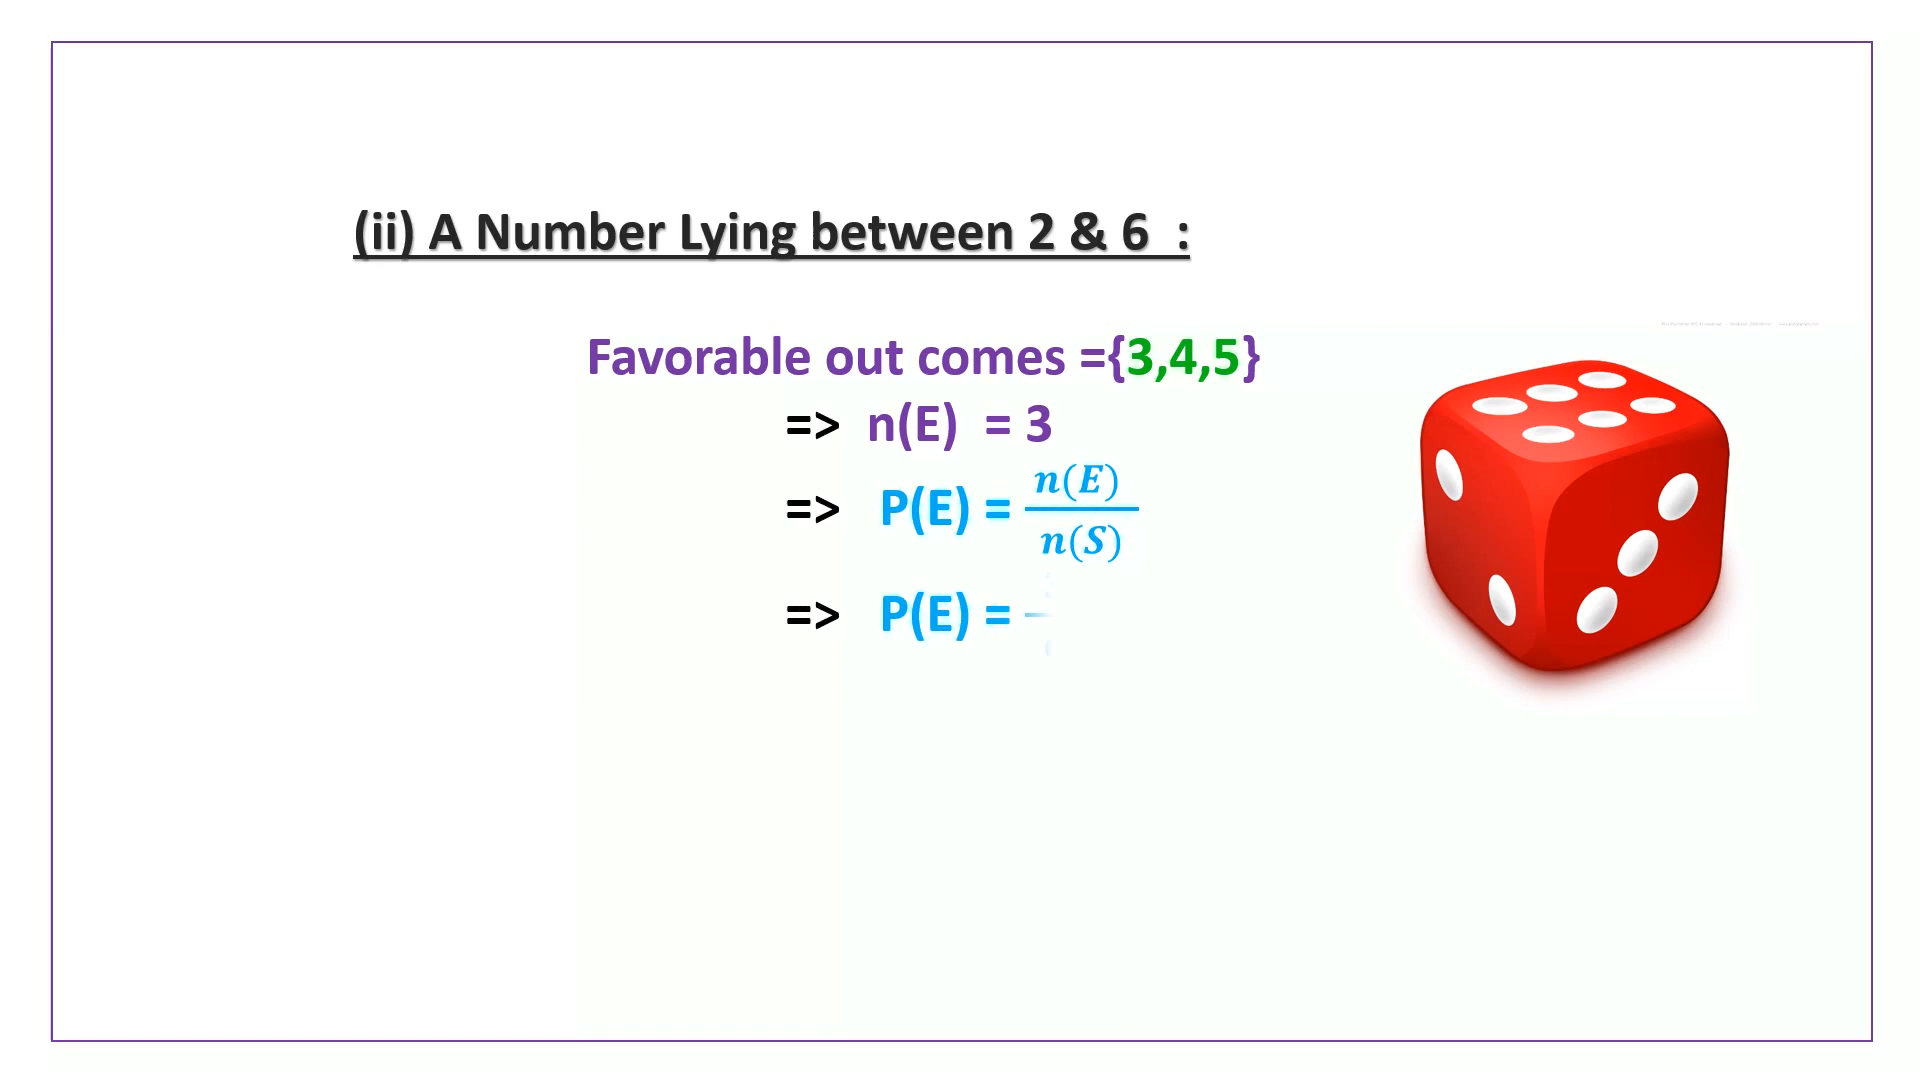 (ii) A Number Lying between 2 & 6 :
Favorable out comes ={3,4,5}
=> n(E) = 3
=> P(E) = n(E)/n(S)
=> P(E) =